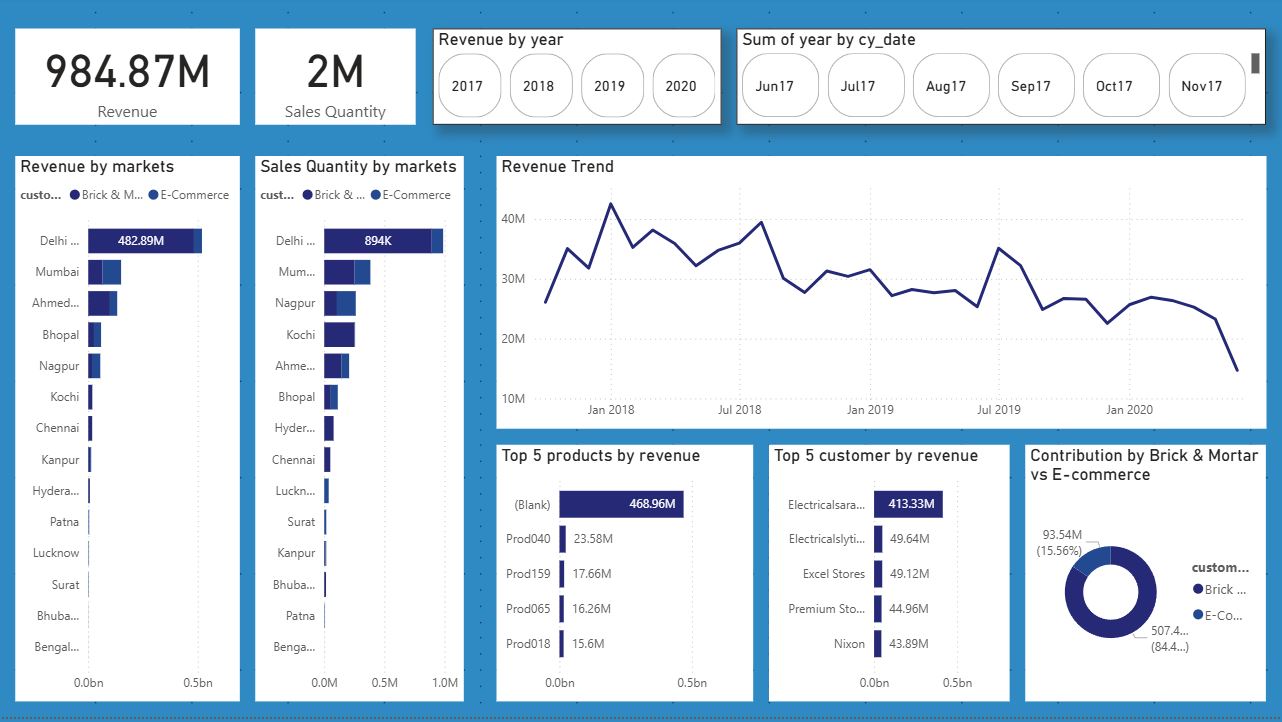 984.87M
Revenue
2M
Sales Quantity
Revenue by year
2017
2018
2019
2020
Sum of year by cy_date
Jun17
Jul17
Aug17
Sep17
Oct17
Nov17
Revenue by markets
custo... Brick & M... E-Commerce
Delhi ... 482.89M
Mumbai
Ahmed...
Bhopal
Nagpur
Kochi
Chennai
Kanpur
Hydera...
Patna
Lucknow
Surat
Bhuba...
Bengal...
0.0bn 0.5bn
Sales Quantity by markets
cust... Brick & ... E-Commerce
Delhi ... 894K
Mum...
Nagpur
Kochi
Ahme...
Bhopal
Hyder...
Chennai
Luckn...
Surat
Kanpur
Bhuba...
Patna
Benga...
0.0M 0.5M 1.0M
Revenue Trend
40M
30M
20M
10M
Jan 2018 Jul 2018 Jan 2019 Jul 2019 Jan 2020
Top 5 products by revenue
(Blank) 468.96M
Prod040 23.58M
Prod159 17.66M
Prod065 16.26M
Prod018 15.6M
0.0bn 0.5bn
Top 5 customer by revenue
Electricalsara... 413.33M
Electricalslyti... 49.64M
Excel Stores 49.12M
Premium Sto... 44.96M
Nixon 43.89M
0.0bn 0.5bn
Contribution by Brick & Mortar
vs E-commerce
93.54M
(15.56%)
custom...
Brick ...
E-Co...
507.4...
(84.4...)